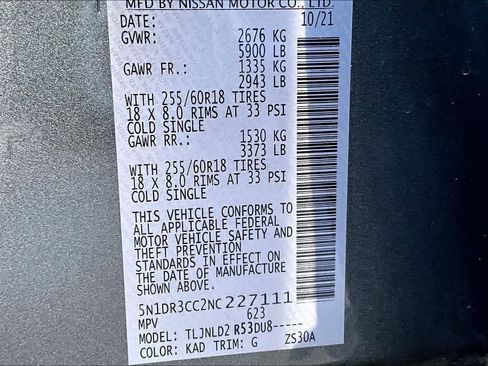 MFD BY NISSAN MOTOR CO., LTD.
DATE: 10/21
GVWR: 2676 KG
5900 LB
GAWR FR.: 1335 KG
2943 LB
WITH 255/60R18 TIRES
18 X 8.0 RIMS AT 33 PSI
COLD SINGLE
GAWR RR.: 1530 KG
3373 LB
WITH 255/60R18 TIRES
18 X 8.0 RIMS AT 33 PSI
COLD SINGLE
THIS VEHICLE CONFORMS TO
ALL APPLICABLE FEDERAL
MOTOR VEHICLE SAFETY AND
THEFT PREVENTION
STANDARDS IN EFFECT ON
THE DATE OF MANUFACTURE
SHOWN ABOVE.
5N1DR3CC2NC227111
MPV 623
MODEL: TLJNLD2 R53DU8-----
COLOR: KAD TRIM: G ZS30A